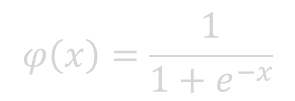 φ(x) = 1 / (1 + e^{-x})